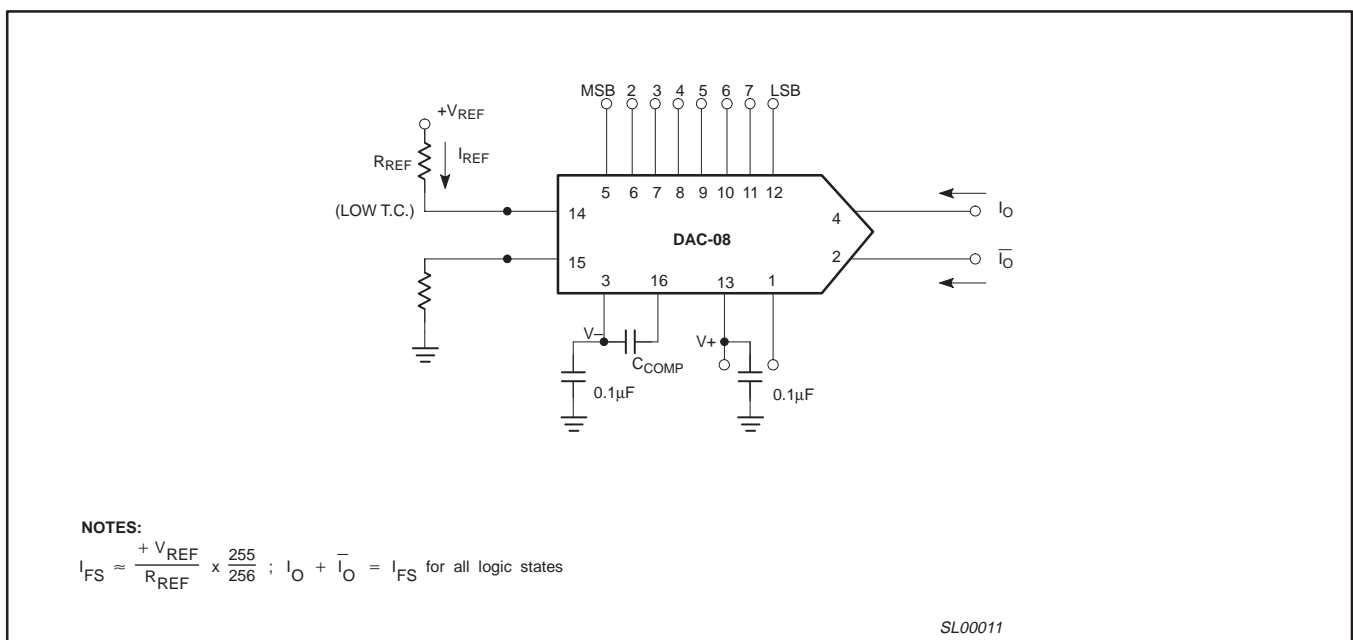 MSB 2 3 4 5 6 7 LSB
+VREF
RREF
IREF
(LOW T.C.)
5 6 7 8 9 10 11 12
14
4
IO
DAC-08
15
2
IO
3 16 13 1
V–
CCOMP
V+
0.1µF
0.1µF
NOTES:
IFS ≈ + VREF / RREF x 255 / 256 ; IO + IO = IFS for all logic states
SL00011